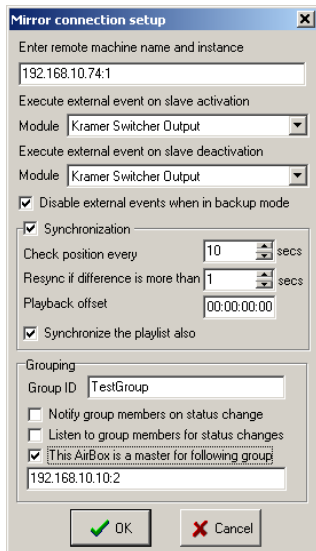 Mirror connection setup
Enter remote machine name and instance
192.168.10.74:1
Execute external event on slave activation
Module Kramer Switcher Output
Execute external event on slave deactivation
Module Kramer Switcher Output
Disable external events when in backup mode
Synchronization
Check position every 10 secs
Resync if difference is more than 1 secs
Playback offset 00:00:00:00
Synchronize the playlist also
Grouping
Group ID TestGroup
Notify group members on status change
Listen to group members for status changes
This AirBox is a master for following group
192.168.10.10:2
OK Cancel